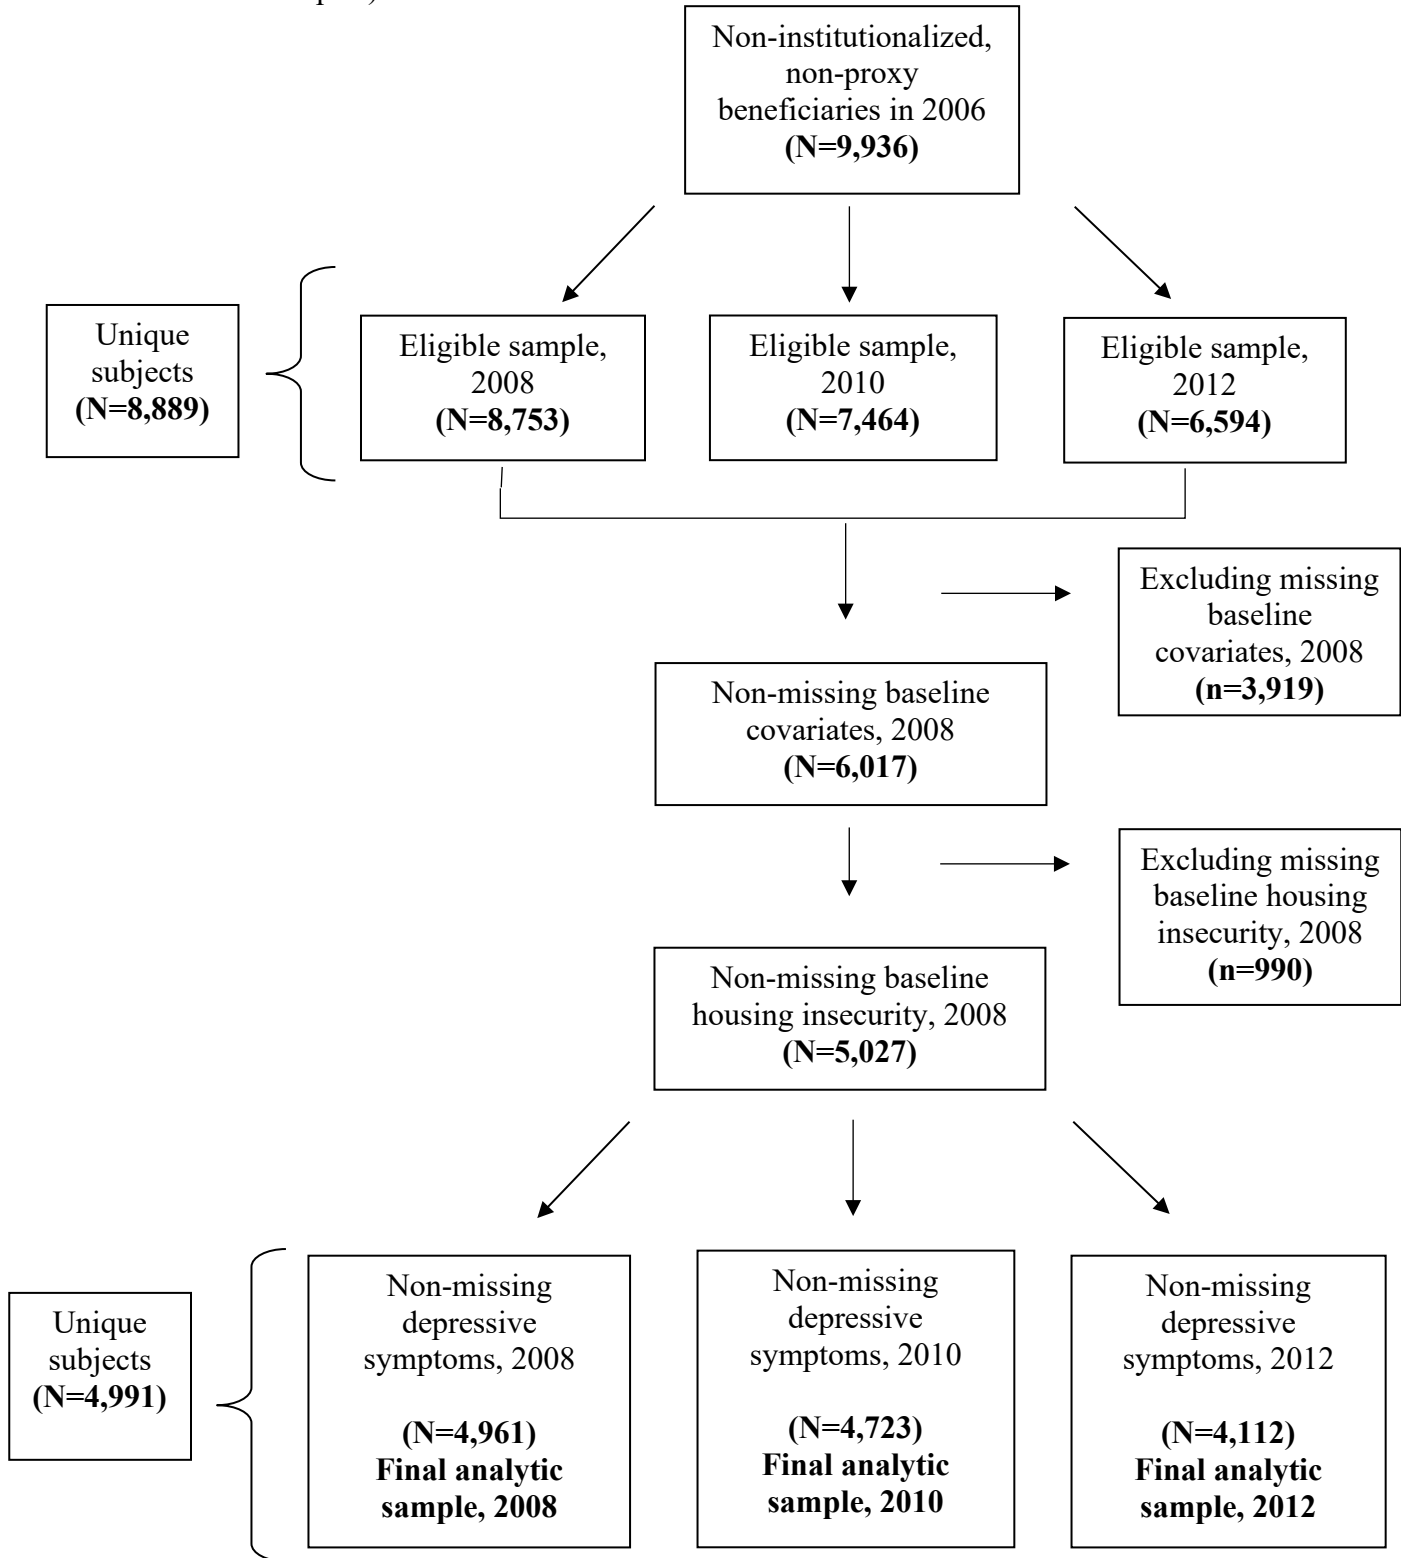 Non-institutionalized,
non-proxy
beneficiaries in 2006
(N=9,936)
Unique
subjects
(N=8,889)
Eligible sample,
2008
(N=8,753)
Eligible sample,
2010
(N=7,464)
Eligible sample,
2012
(N=6,594)
Excluding missing
baseline
covariates, 2008
(n=3,919)
Non-missing baseline
covariates, 2008
(N=6,017)
Excluding missing
baseline housing
insecurity, 2008
(n=990)
Non-missing baseline
housing insecurity, 2008
(N=5,027)
Unique
subjects
(N=4,991)
Non-missing
depressive
symptoms, 2008
(N=4,961)
Final analytic
sample, 2008
Non-missing
depressive
symptoms, 2010
(N=4,723)
Final analytic
sample, 2010
Non-missing
depressive
symptoms, 2012
(N=4,112)
Final analytic
sample, 2012